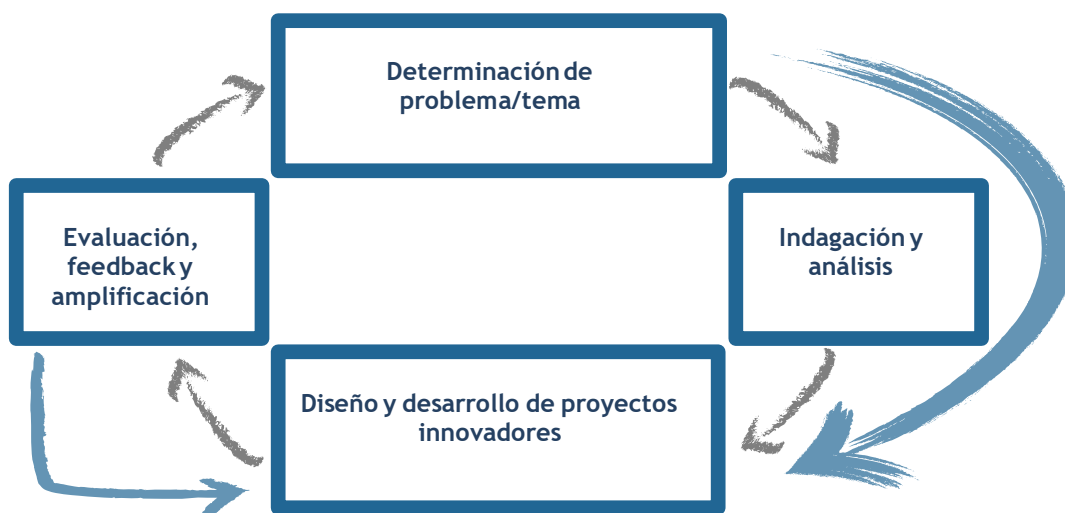 Determinación de
problema/tema
Evaluación,
feedback y
amplificación
Indagación y
análisis
Diseño y desarrollo de proyectos
innovadores